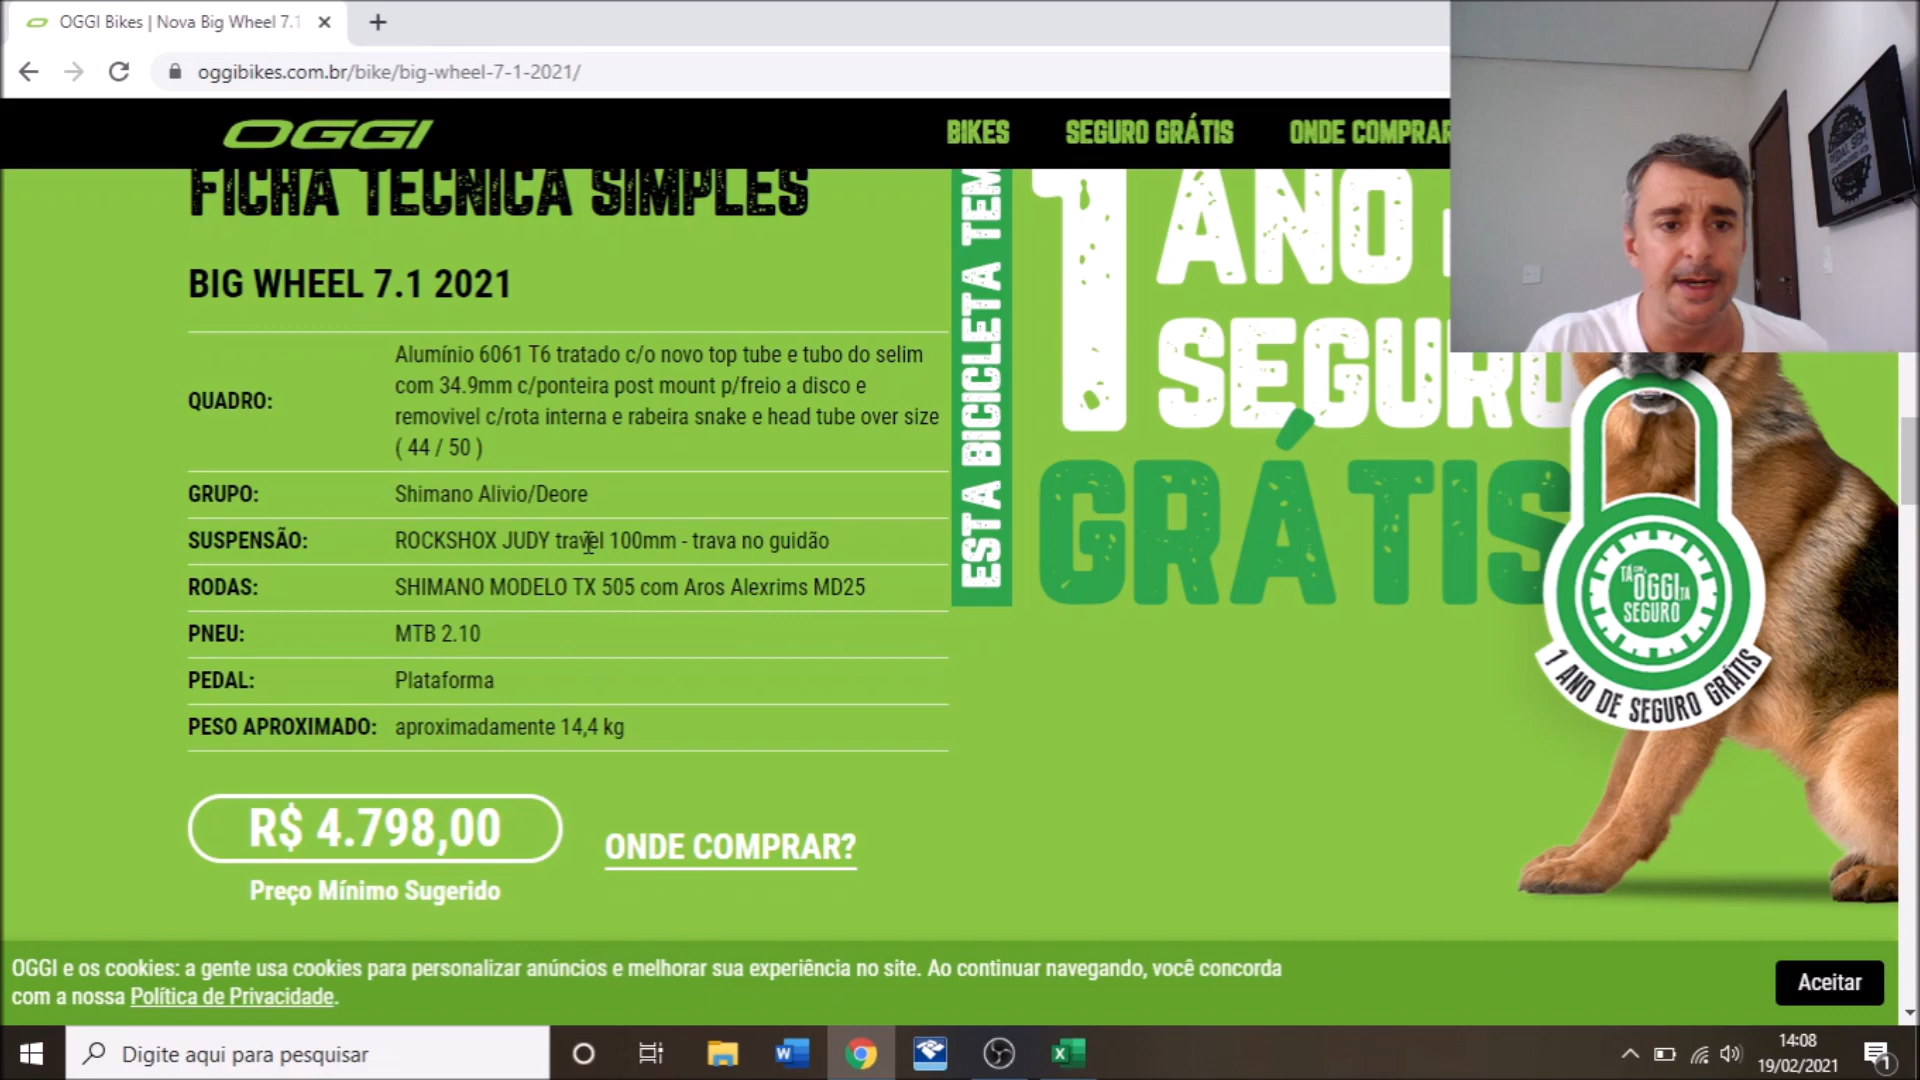 OGGI Bikes | Nova Big Wheel 7.1
oggibikes.com.br/bike/big-wheel-7-1-2021/
OGGI
BIKES
SEGURO GRÁTIS
ONDE COMPRAR
FICHA TÉCNICA SIMPLES
BIG WHEEL 7.1 2021
QUADRO:
Alumínio 6061 T6 tratado c/o novo top tube e tubo do selim
com 34.9mm c/ponteira post mount p/freio a disco e
removivel c/rota interna e rabeira snake e head tube over size
( 44 / 50 )
GRUPO: Shimano Alivio/Deore
SUSPENSÃO: ROCKSHOX JUDY travel 100mm - trava no guidão
RODAS: SHIMANO MODELO TX 505 com Aros Alexrims MD25
PNEU: MTB 2.10
PEDAL: Plataforma
PESO APROXIMADO: aproximadamente 14,4 kg
R$ 4.798,00
Preço Mínimo Sugerido
ONDE COMPRAR?
ESTA BICICLETA TEM
1 ANO
SEGURO
GRÁTIS
TÁ COM
OGGI TÁ
SEGURO
1 ANO DE SEGURO GRÁTIS
OGGI e os cookies: a gente usa cookies para personalizar anúncios e melhorar sua experiência no site. Ao continuar navegando, você concorda
com a nossa Política de Privacidade.
Aceitar
Digite aqui para pesquisar
14:08
19/02/2021
1